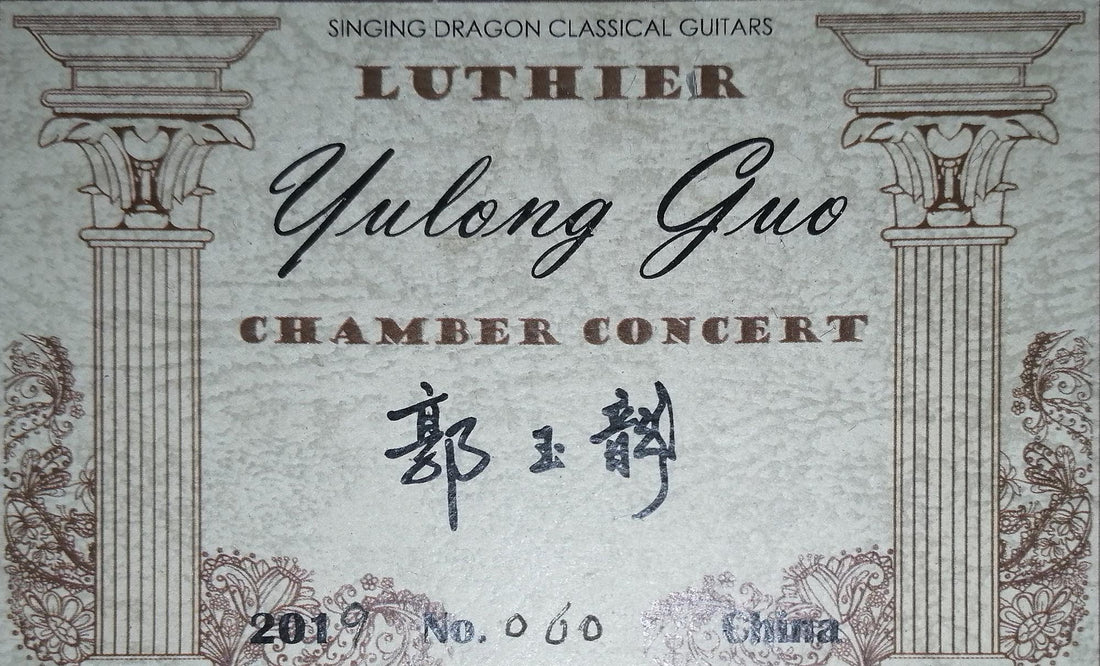 SINGING DRAGON CLASSICAL GUITARS
LUTHIER
Yulong Guo
CHAMBER CONCERT
郭玉龍
2019 No. 060 China